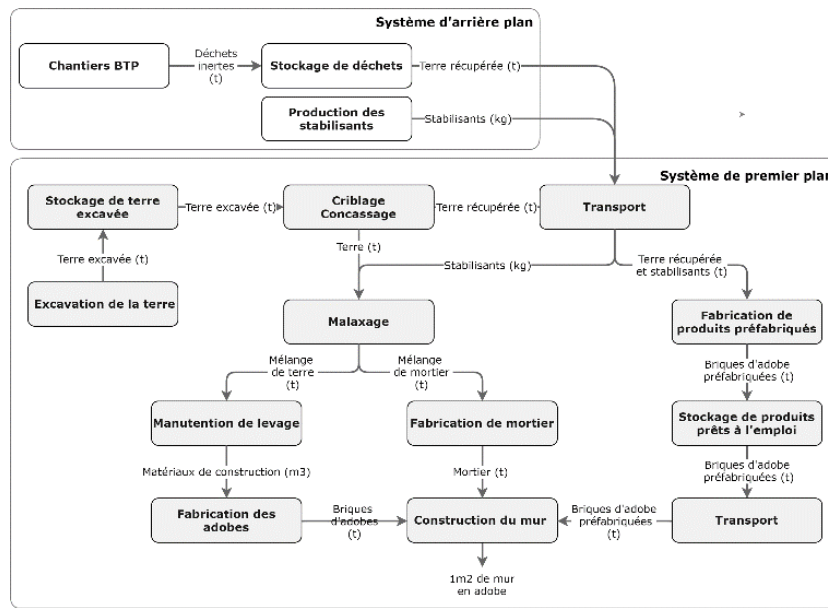 Système d'arrière plan
Chantiers BTP
Déchets
inertes
(t)
Stockage de déchets
Terre récupérée (t)
Production des
stabilisants
Stabilisants (kg)
Système de premier plan
Stockage de terre
excavée
Terre excavée (t)
Criblage
Concassage
Terre récupérée (t)
Transport
Terre excavée (t)
Terre (t)
Stabilisants (kg)
Terre récupérée
et stabilisants (t)
Excavation de la terre
Malaxage
Fabrication de
produits préfabriqués
Mélange
de terre
(t)
Mélange
de mortier
(t)
Briques d'adobe
préfabriquées (t)
Manutention de levage
Fabrication de mortier
Stockage de produits
prêts à l'emploi
Matériaux de construction (m3)
Mortier (t)
Briques d'adobe
préfabriquées (t)
Fabrication des
adobes
Briques
d'adobes
(t)
Construction du mur
Briques d'adobe
préfabriquées
(t)
Transport
1m2 de mur
en adobe